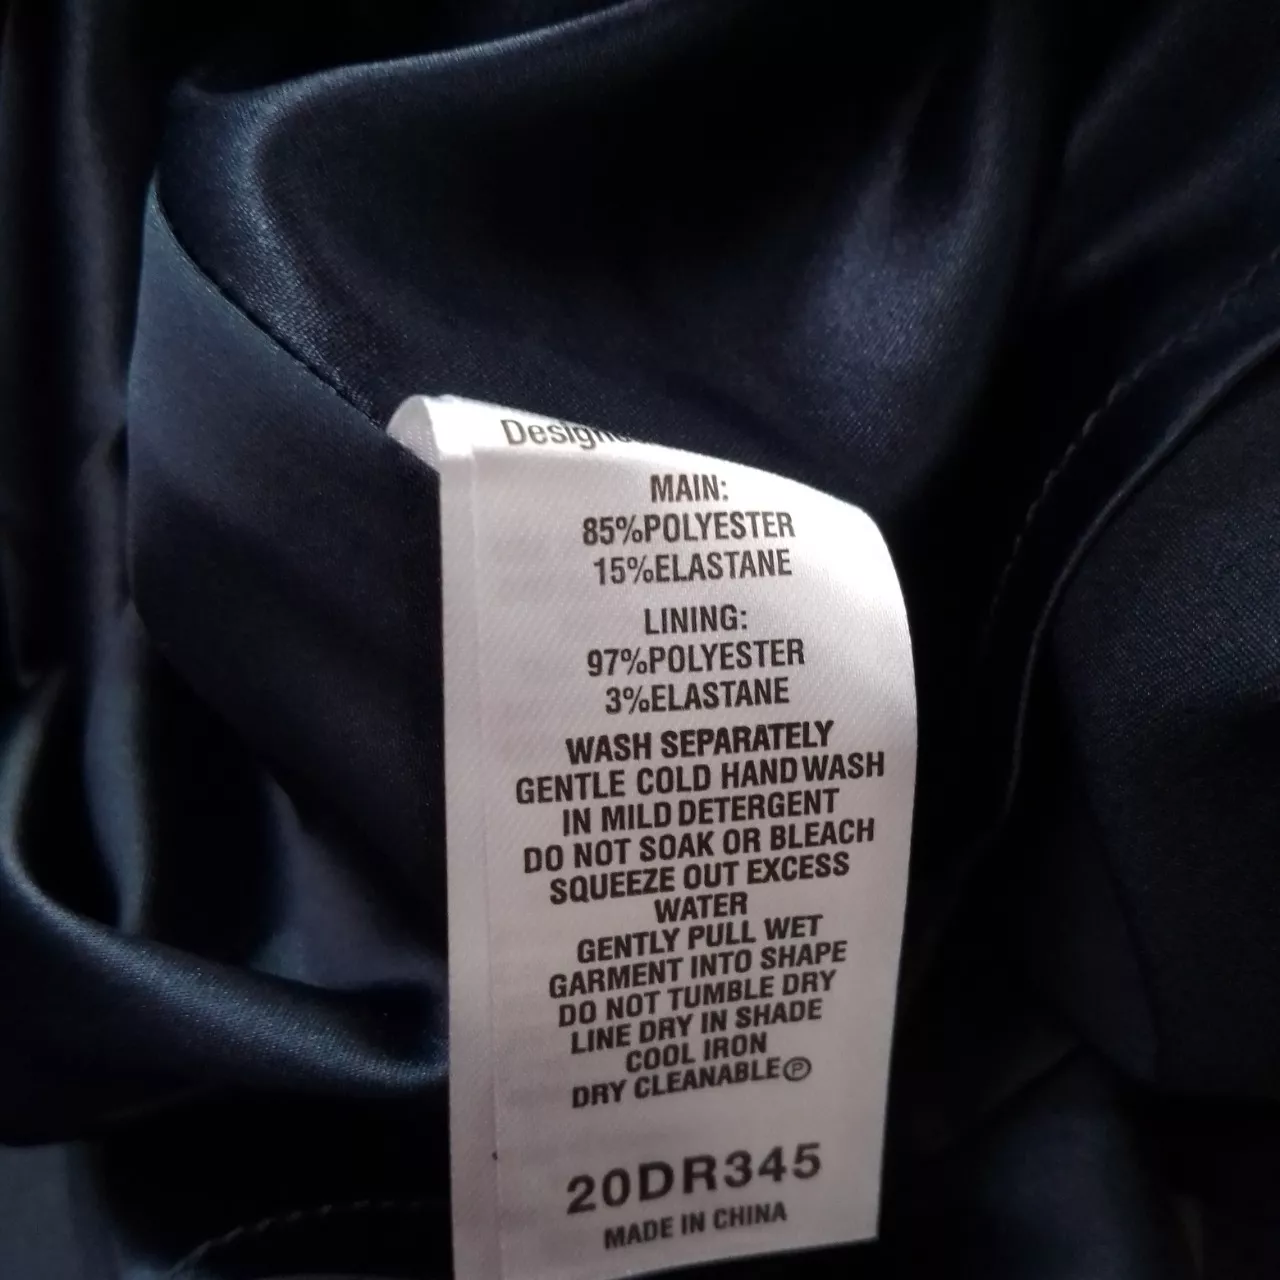 MAIN:
85%POLYESTER
15%ELASTANE
LINING:
97%POLYESTER
3%ELASTANE
WASH SEPARATELY
GENTLE COLD HAND WASH
IN MILD DETERGENT
DO NOT SOAK OR BLEACH
SQUEEZE OUT EXCESS
WATER
GENTLY PULL WET
GARMENT INTO SHAPE
DO NOT TUMBLE DRY
LINE DRY IN SHADE
COOL IRON
DRY CLEANABLE Ⓟ
20DR345
MADE IN CHINA